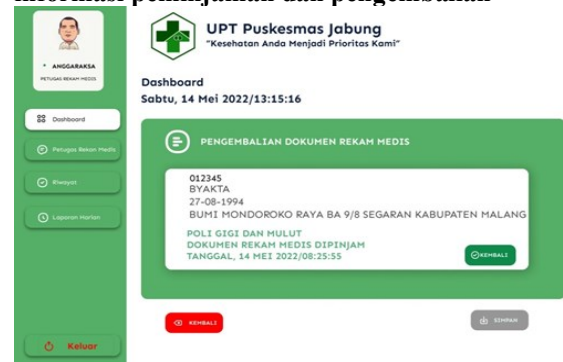 informasi peminjaman dan pengembalian
UPT Puskesmas Jabung
"Kesehatan Anda Menjadi Prioritas Kami"
ANGGARAKSA
PETUGAS REKAM MEDIS
Dashboard
Sabtu, 14 Mei 2022/13:15:16
Dashboard
Petugas Rekan Medis
Riwayat
Laporan Harian
Keluar
PENGEMBALIAN DOKUMEN REKAM MEDIS
012345
BYAKTA
27-08-1994
BUMI MONDOROKO RAYA BA 9/8 SEGARAN KABUPATEN MALANG
POLI GIGI DAN MULUT
DOKUMEN REKAM MEDIS DIPINJAM
TANGGAL, 14 MEI 2022/08:25:55
KEMBALI
KEMBALI
SIMPAN